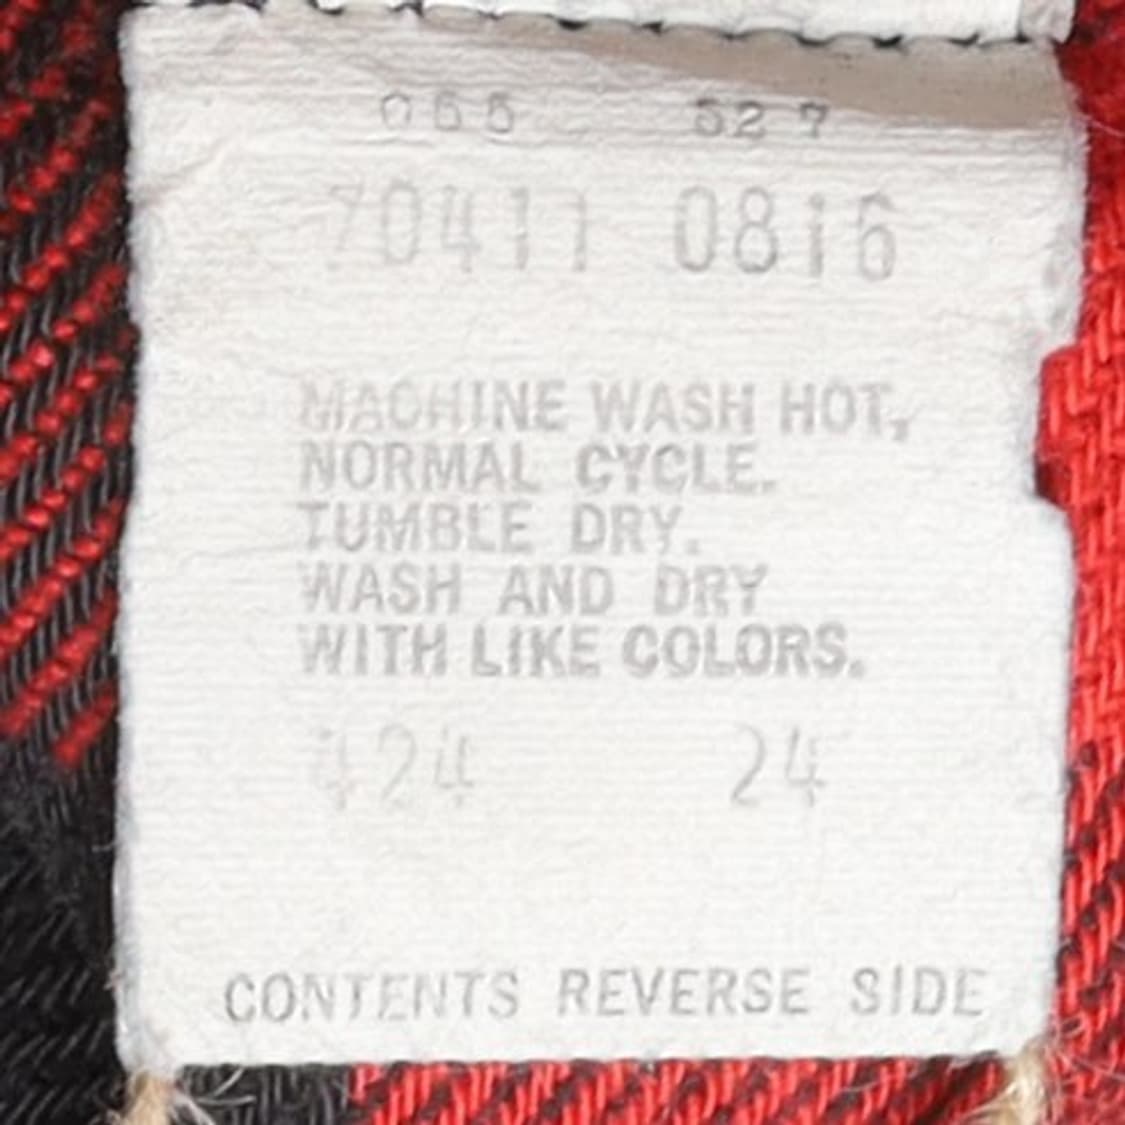 527
70411 0816
MACHINE WASH HOT,
NORMAL CYCLE.
TUMBLE DRY.
WASH AND DRY
WITH LIKE COLORS.
424 24
CONTENTS REVERSE SIDE